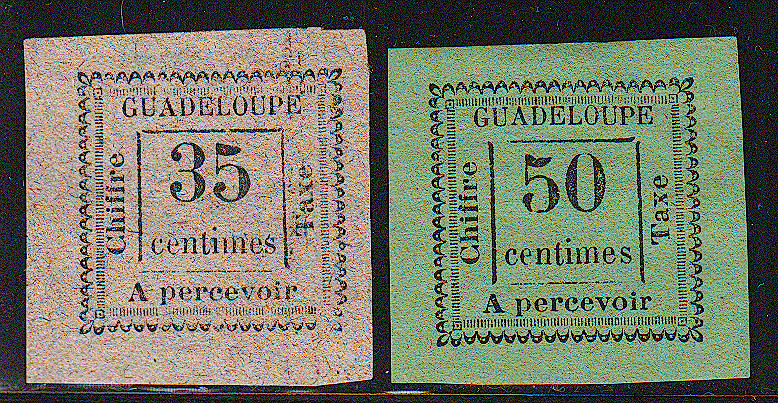 GUADELOUPE
Chiffre
35
centimes
Taxe
A percevoir
GUADELOUPE
Chiffre
50
centimes
Taxe
A percevoir